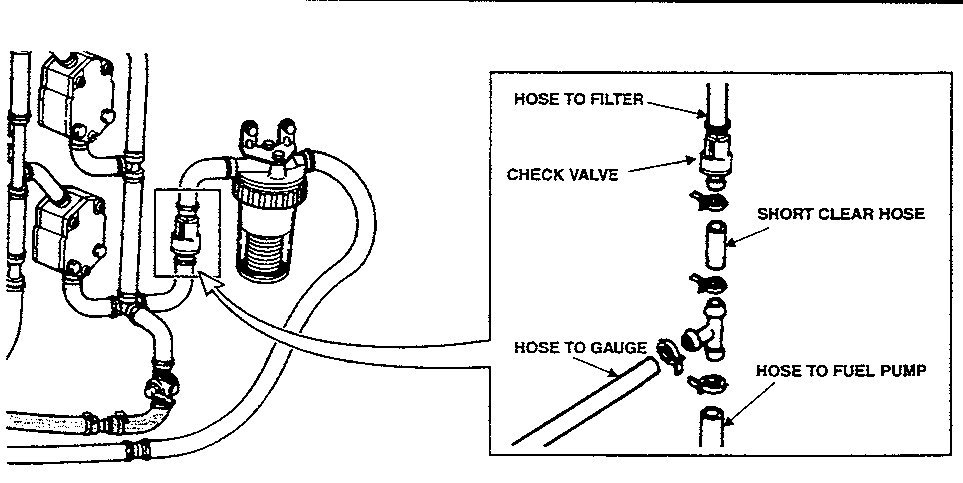 HOSE TO FILTER
CHECK VALVE
SHORT CLEAR HOSE
HOSE TO GAUGE
HOSE TO FUEL PUMP